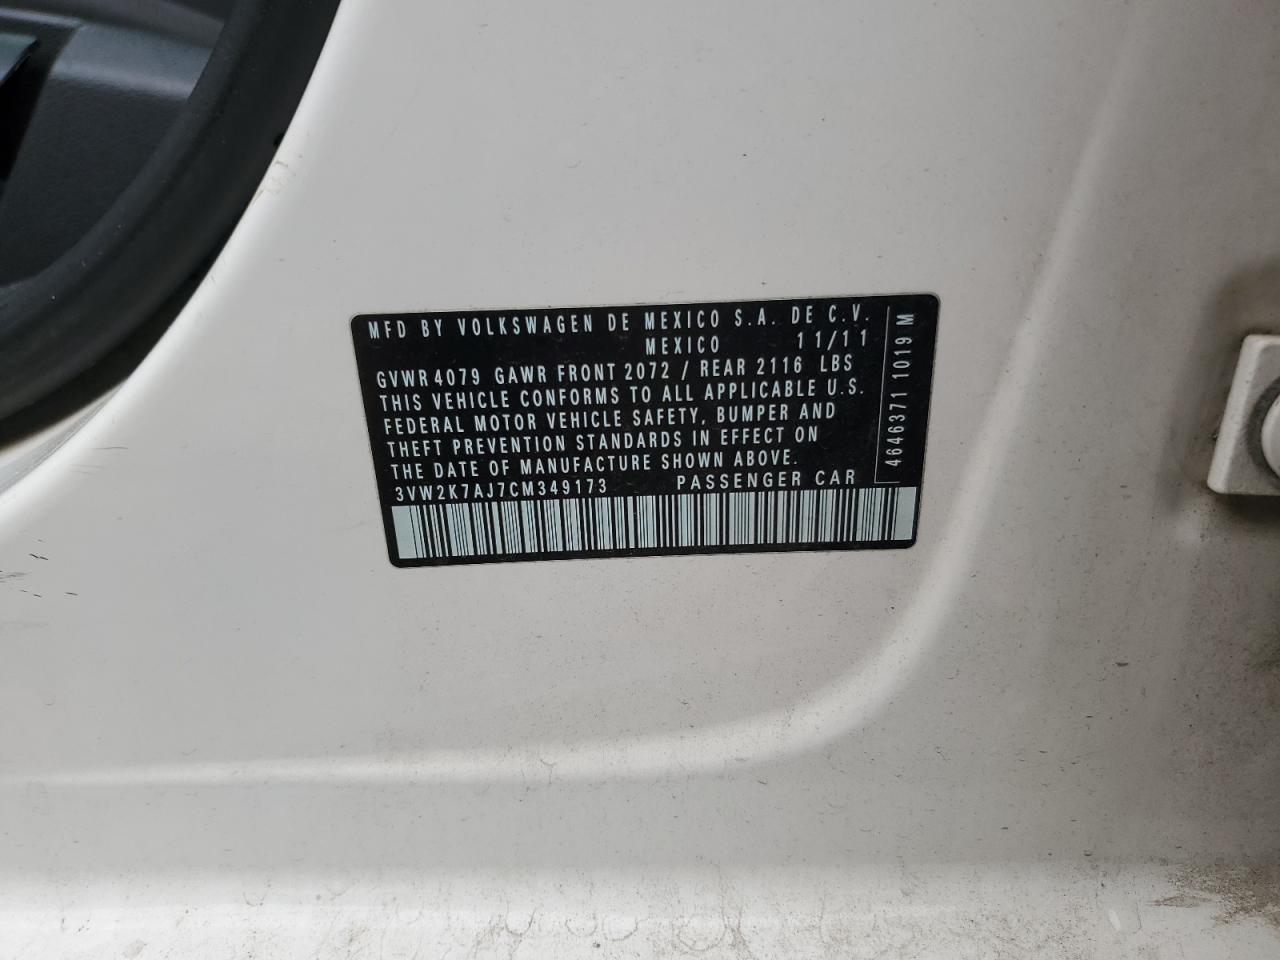 MFD BY VOLKSWAGEN DE MEXICO S.A. DE C.V.
MEXICO 11/11
GVWR 4079 GAWR FRONT 2072 / REAR 2116 LBS
THIS VEHICLE CONFORMS TO ALL APPLICABLE U.S.
FEDERAL MOTOR VEHICLE SAFETY, BUMPER AND
THEFT PREVENTION STANDARDS IN EFFECT ON
THE DATE OF MANUFACTURE SHOWN ABOVE.
3VW2K7AJ7CM349173 PASSENGER CAR
4646371 1019 M